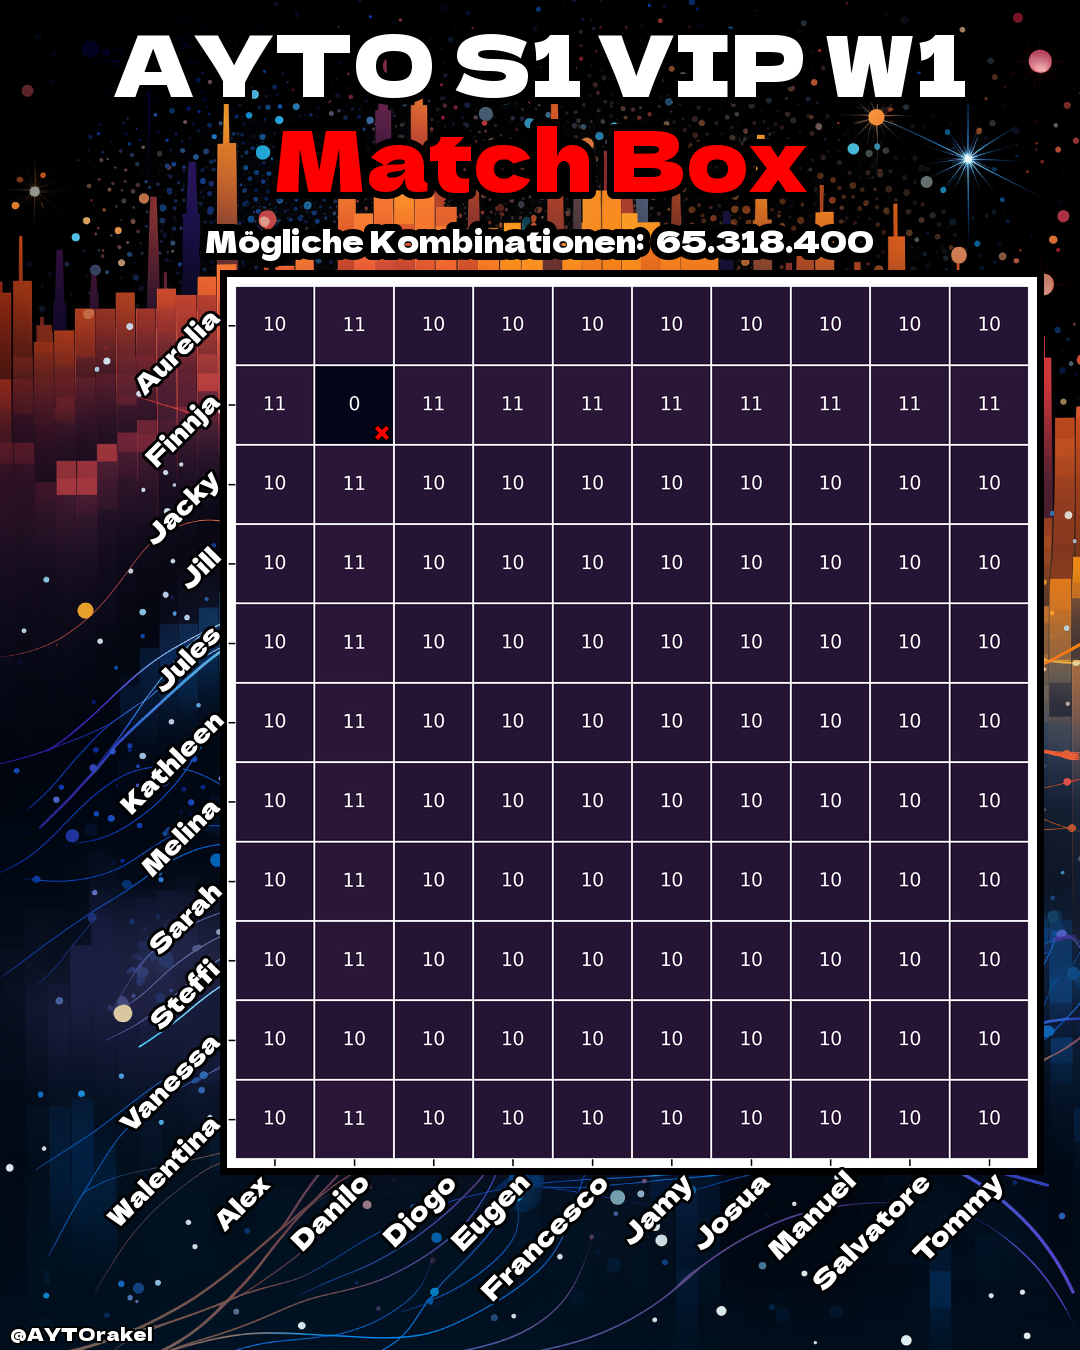 AYTO S1 VIP W1
Match Box
Mögliche Kombinationen: 65.318.400
Aurelia 10 11 10 10 10 10 10 10 10 10
Finnja 11 0 11 11 11 11 11 11 11 11
Jacky 10 11 10 10 10 10 10 10 10 10
Jill 10 11 10 10 10 10 10 10 10 10
Jules 10 11 10 10 10 10 10 10 10 10
Kathleen 10 11 10 10 10 10 10 10 10 10
Melina 10 11 10 10 10 10 10 10 10 10
Sarah 10 11 10 10 10 10 10 10 10 10
Steffi 10 11 10 10 10 10 10 10 10 10
Vanessa 10 10 10 10 10 10 10 10 10 10
Walentina 10 11 10 10 10 10 10 10 10 10
Alex Danilo Diogo Eugen Francesco Jamy Josua Manuel Salvatore Tommy
@AYTOrakel